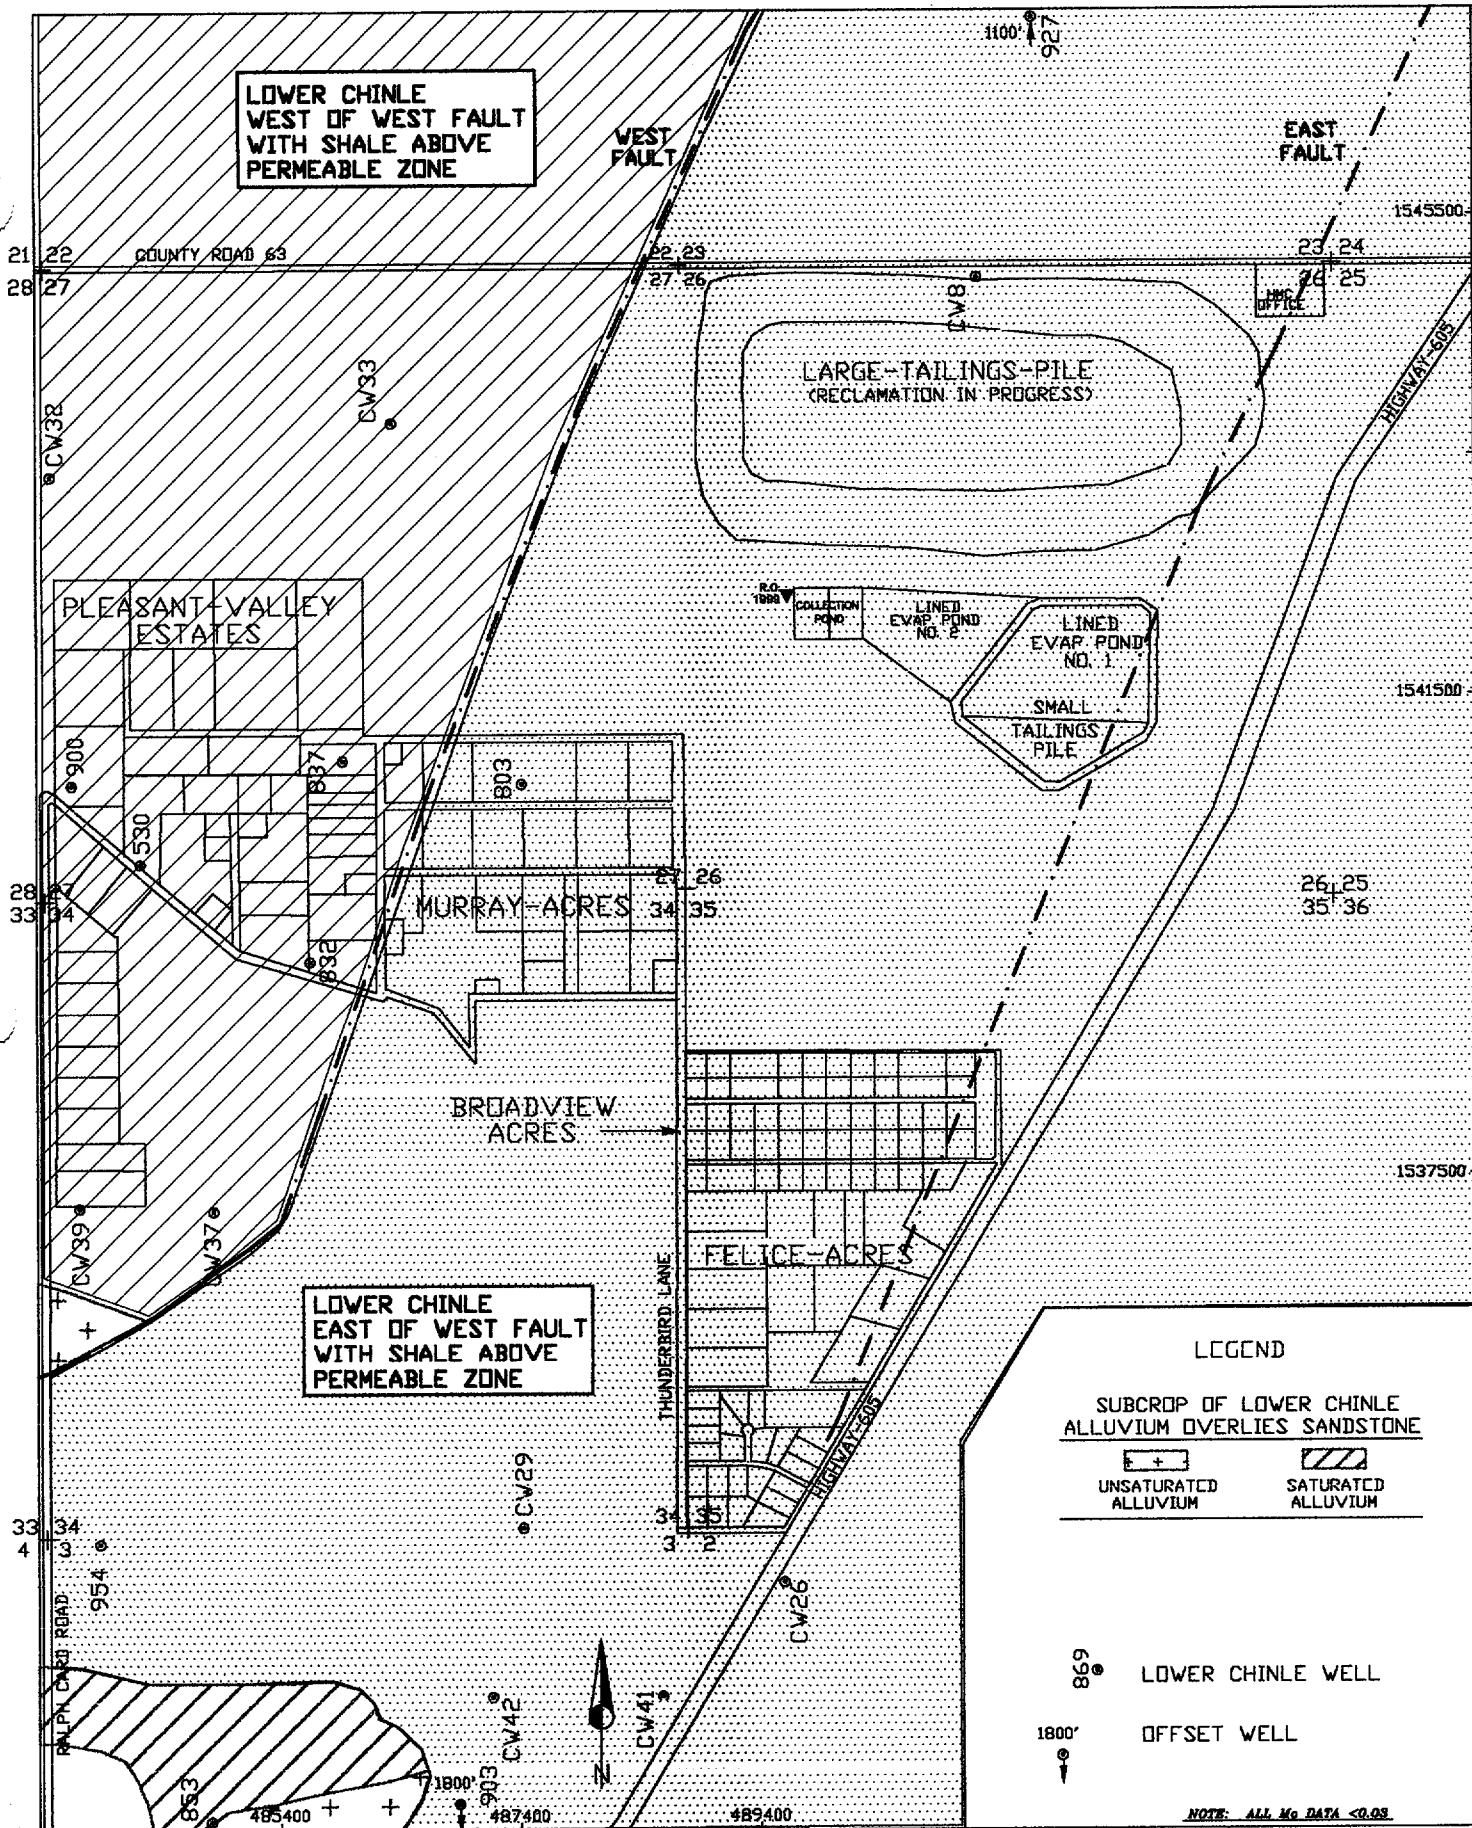 1100'
927
LOWER CHINLE
WEST OF WEST FAULT
WITH SHALE ABOVE
PERMEABLE ZONE
WEST
FAULT
EAST
FAULT
1545500
21 22
28 27
COUNTY ROAD 63
22 23
27 26
23 24
26 25
HMC
OFFICE
CW8
HIGHWAY-605
LARGE-TAILINGS-PILE
(RECLAMATION IN PROGRESS)
CW33
CW32
R.O.
1999
COLLECTION
POND
LINED
EVAP. POND
NO. 2
LINED
EVAP POND
NO. 1
SMALL
TAILINGS
PILE
PLEASANT-VALLEY
ESTATES
1541500
900
837
803
530
28 27
33 34
27 26
34 35
26 25
35 36
MURRAY-ACRES
832
BROADVIEW
ACRES
1537500
CW39
CW37
FELICE-ACRES
THUNDERBIRD LANE
LOWER CHINLE
EAST OF WEST FAULT
WITH SHALE ABOVE
PERMEABLE ZONE
HIGHWAY-605
CW29
33 34
4 3
34 35
3 2
954
CW26
RALPH CARD ROAD
CW42
CW41
N
853
1800'
903
485400
487400
489400
LEGEND
SUBCROP OF LOWER CHINLE
ALLUVIUM OVERLIES SANDSTONE
UNSATURATED
ALLUVIUM
SATURATED
ALLUVIUM
869
LOWER CHINLE WELL
1800'
OFFSET WELL
NOTE: ALL Mo DATA <0.03